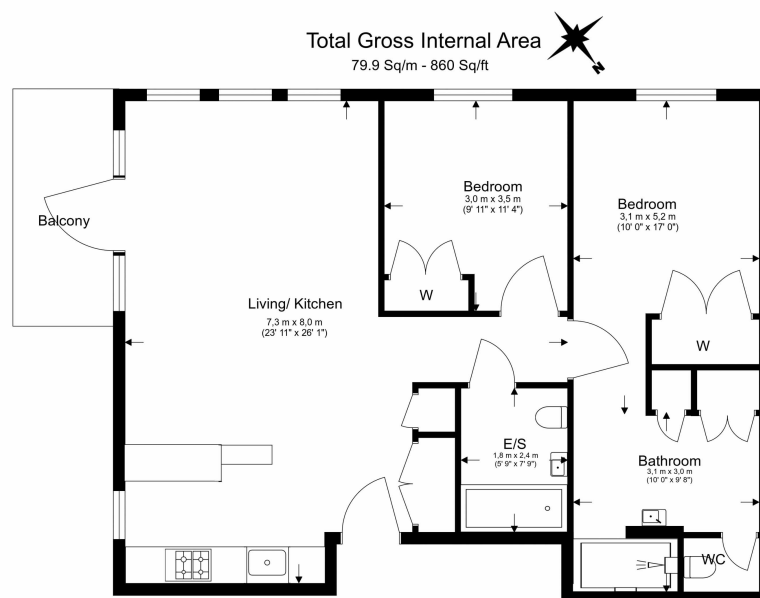 Total Gross Internal Area
79.9 Sq/m - 860 Sq/ft
N
Balcony
Living/ Kitchen
7,3 m x 8,0 m
(23' 11" x 26' 1")
Bedroom
3,0 m x 3,5 m
(9' 11" x 11' 4")
W
Bedroom
3,1 m x 5,2 m
(10' 0" x 17' 0")
W
E/S
1,8 m x 2,4 m
(5' 9" x 7' 9")
Bathroom
3,1 m x 3,0 m
(10' 0" x 9' 8")
WC